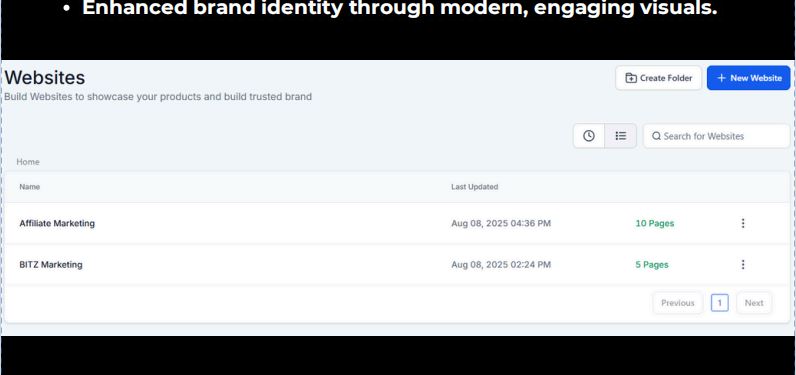 • Enhanced brand identity through modern, engaging visuals.
Websites
Create Folder
+ New Website
Build Websites to showcase your products and build trusted brand
Search for Websites
Home
Name Last Updated
Affiliate Marketing Aug 08, 2025 04:36 PM 10 Pages
BITZ Marketing Aug 08, 2025 02:24 PM 5 Pages
Previous 1 Next